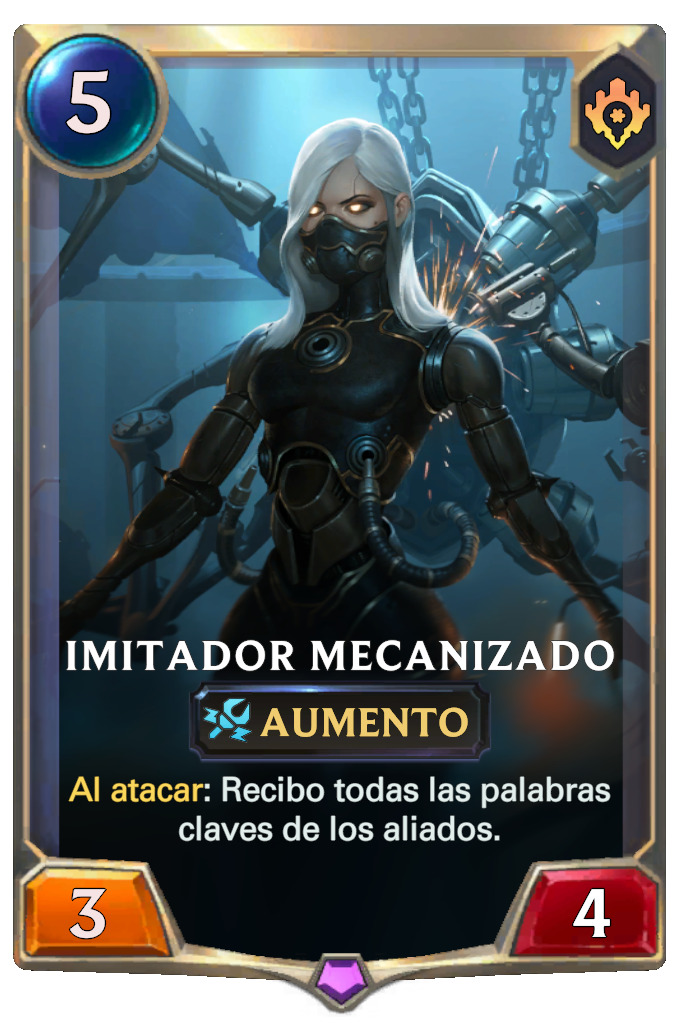 5
IMITADOR MECANIZADO
AUMENTO
Al atacar: Recibo todas las palabras
claves de los aliados.
3
4